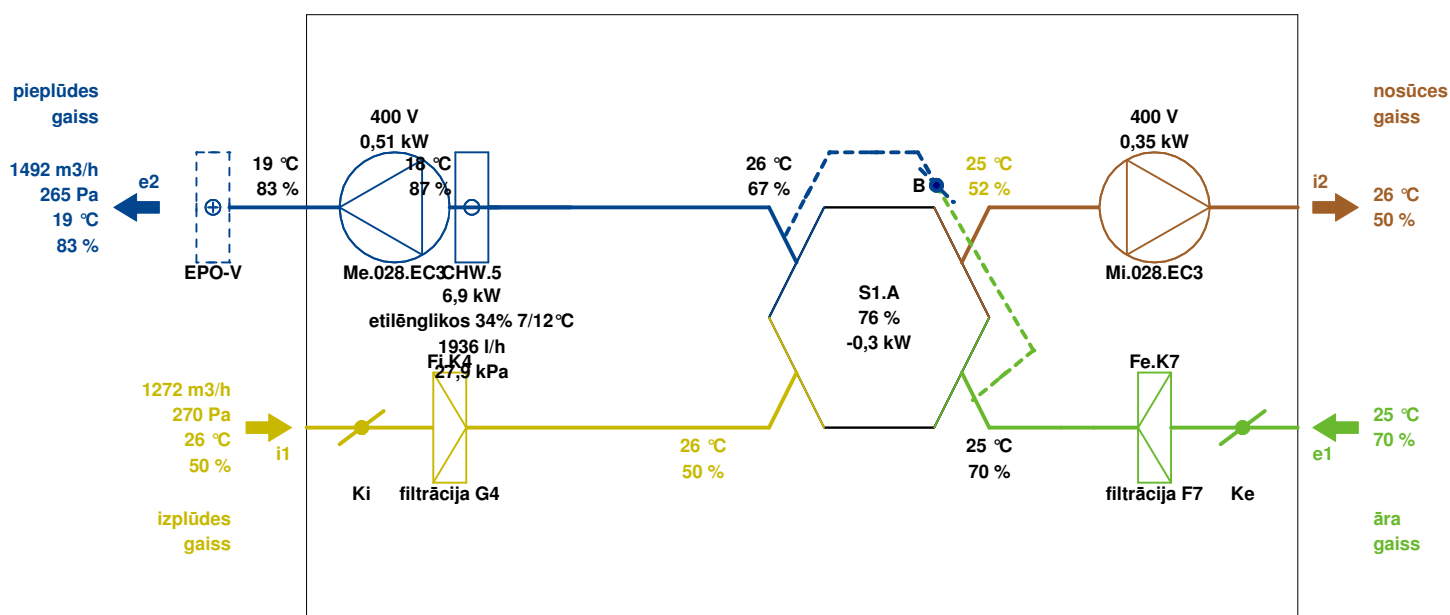 pieplūdes
gaiss
1492 m3/h
265 Pa
19 °C
83 %
e2
EPO-V
19 °C
83 %
400 V
0,51 kW
Me.028.EC3
18 °C
87 %
CHW.5
6,9 kW
etilēnglikos 34% 7/12°C
1936 l/h
27,9 kPa
26 °C
67 %
B
25 °C
52 %
400 V
0,35 kW
Mi.028.EC3
nosūces
gaiss
i2
26 °C
50 %
S1.A
76 %
-0,3 kW
1272 m3/h
270 Pa
26 °C
50 %
i1
izplūdes
gaiss
Ki
Fi.K4
filtrācija G4
26 °C
50 %
25 °C
70 %
Fe.K7
filtrācija F7
Ke
25 °C
70 %
e1
āra
gaiss